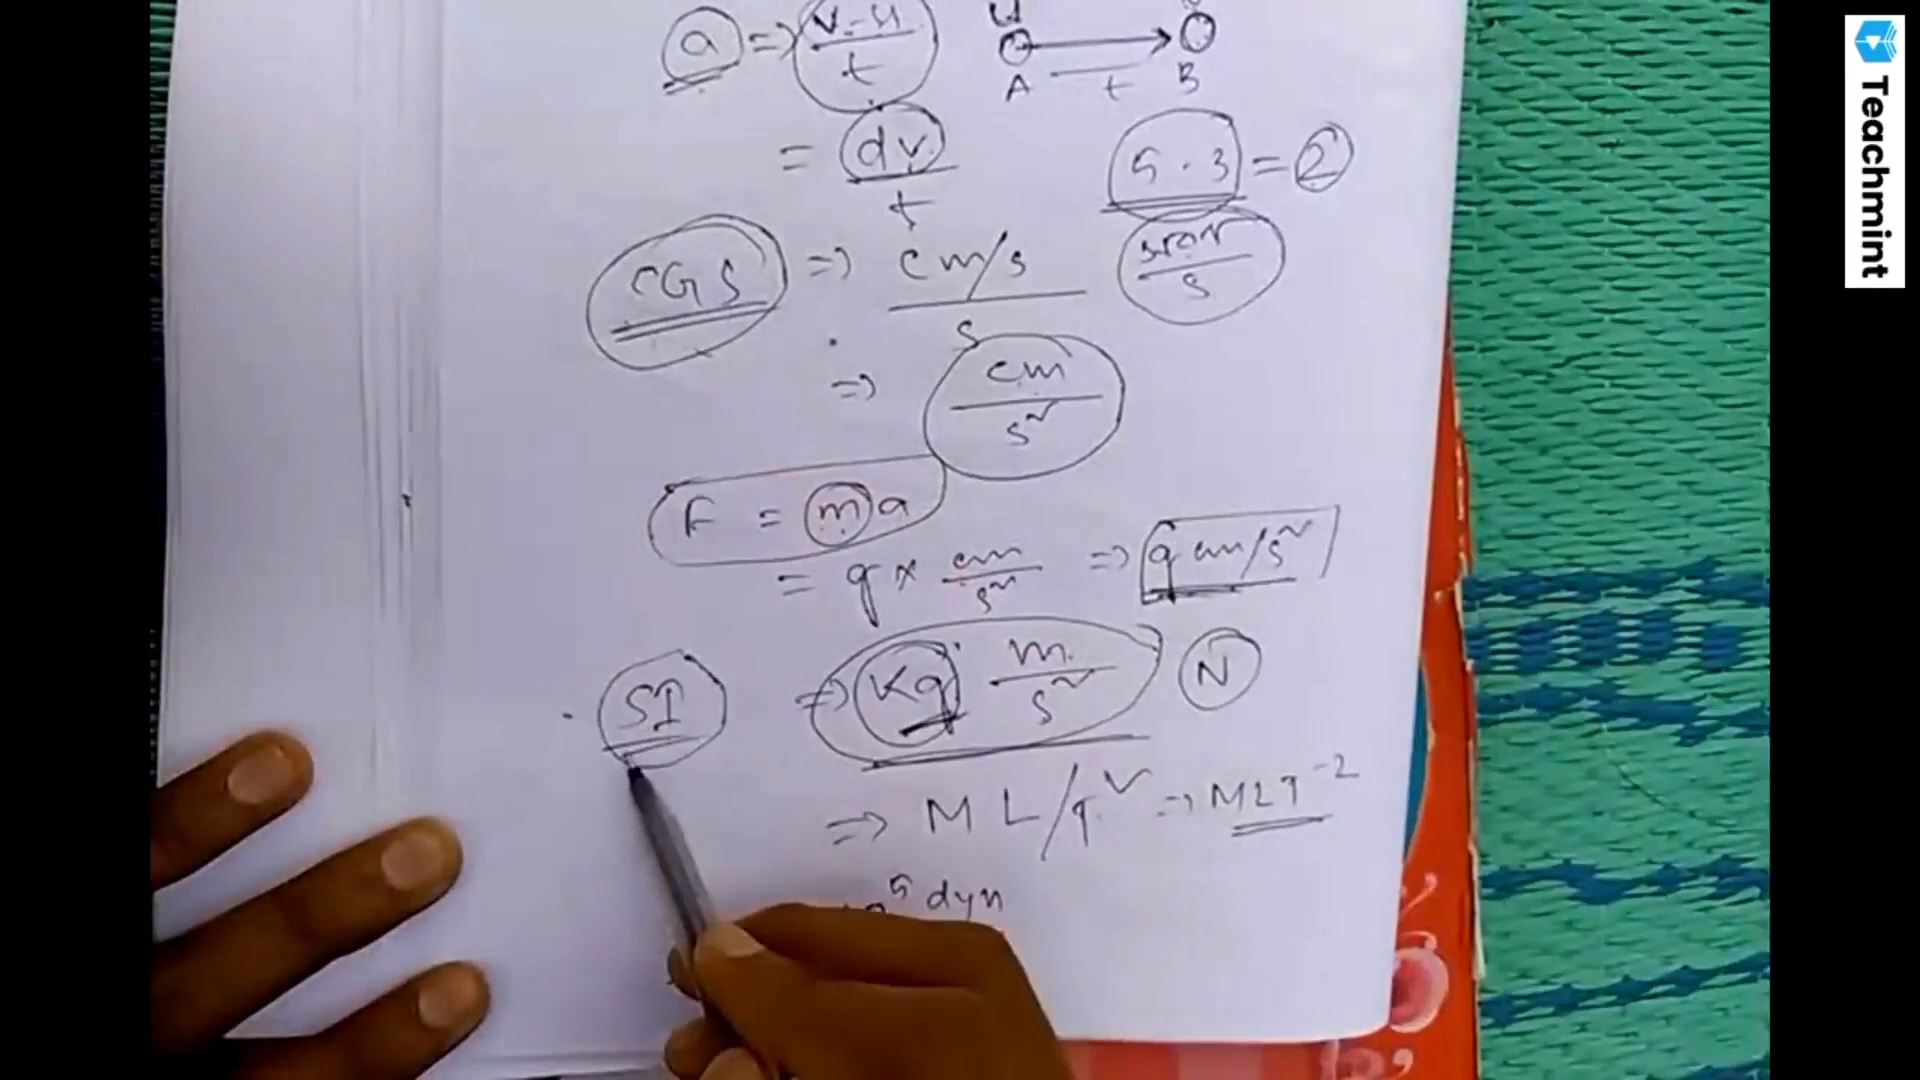 a => v-u / t
u
A t B
= dv / t
5.3 = 2
CGS => cm/s / s
s
=> cm / s²
F = ma
= g × cm / s² => g cm/s²
SI => Kg m / s² N
=> M L/T² => MLT⁻²
⁵ dyn
Teachmint